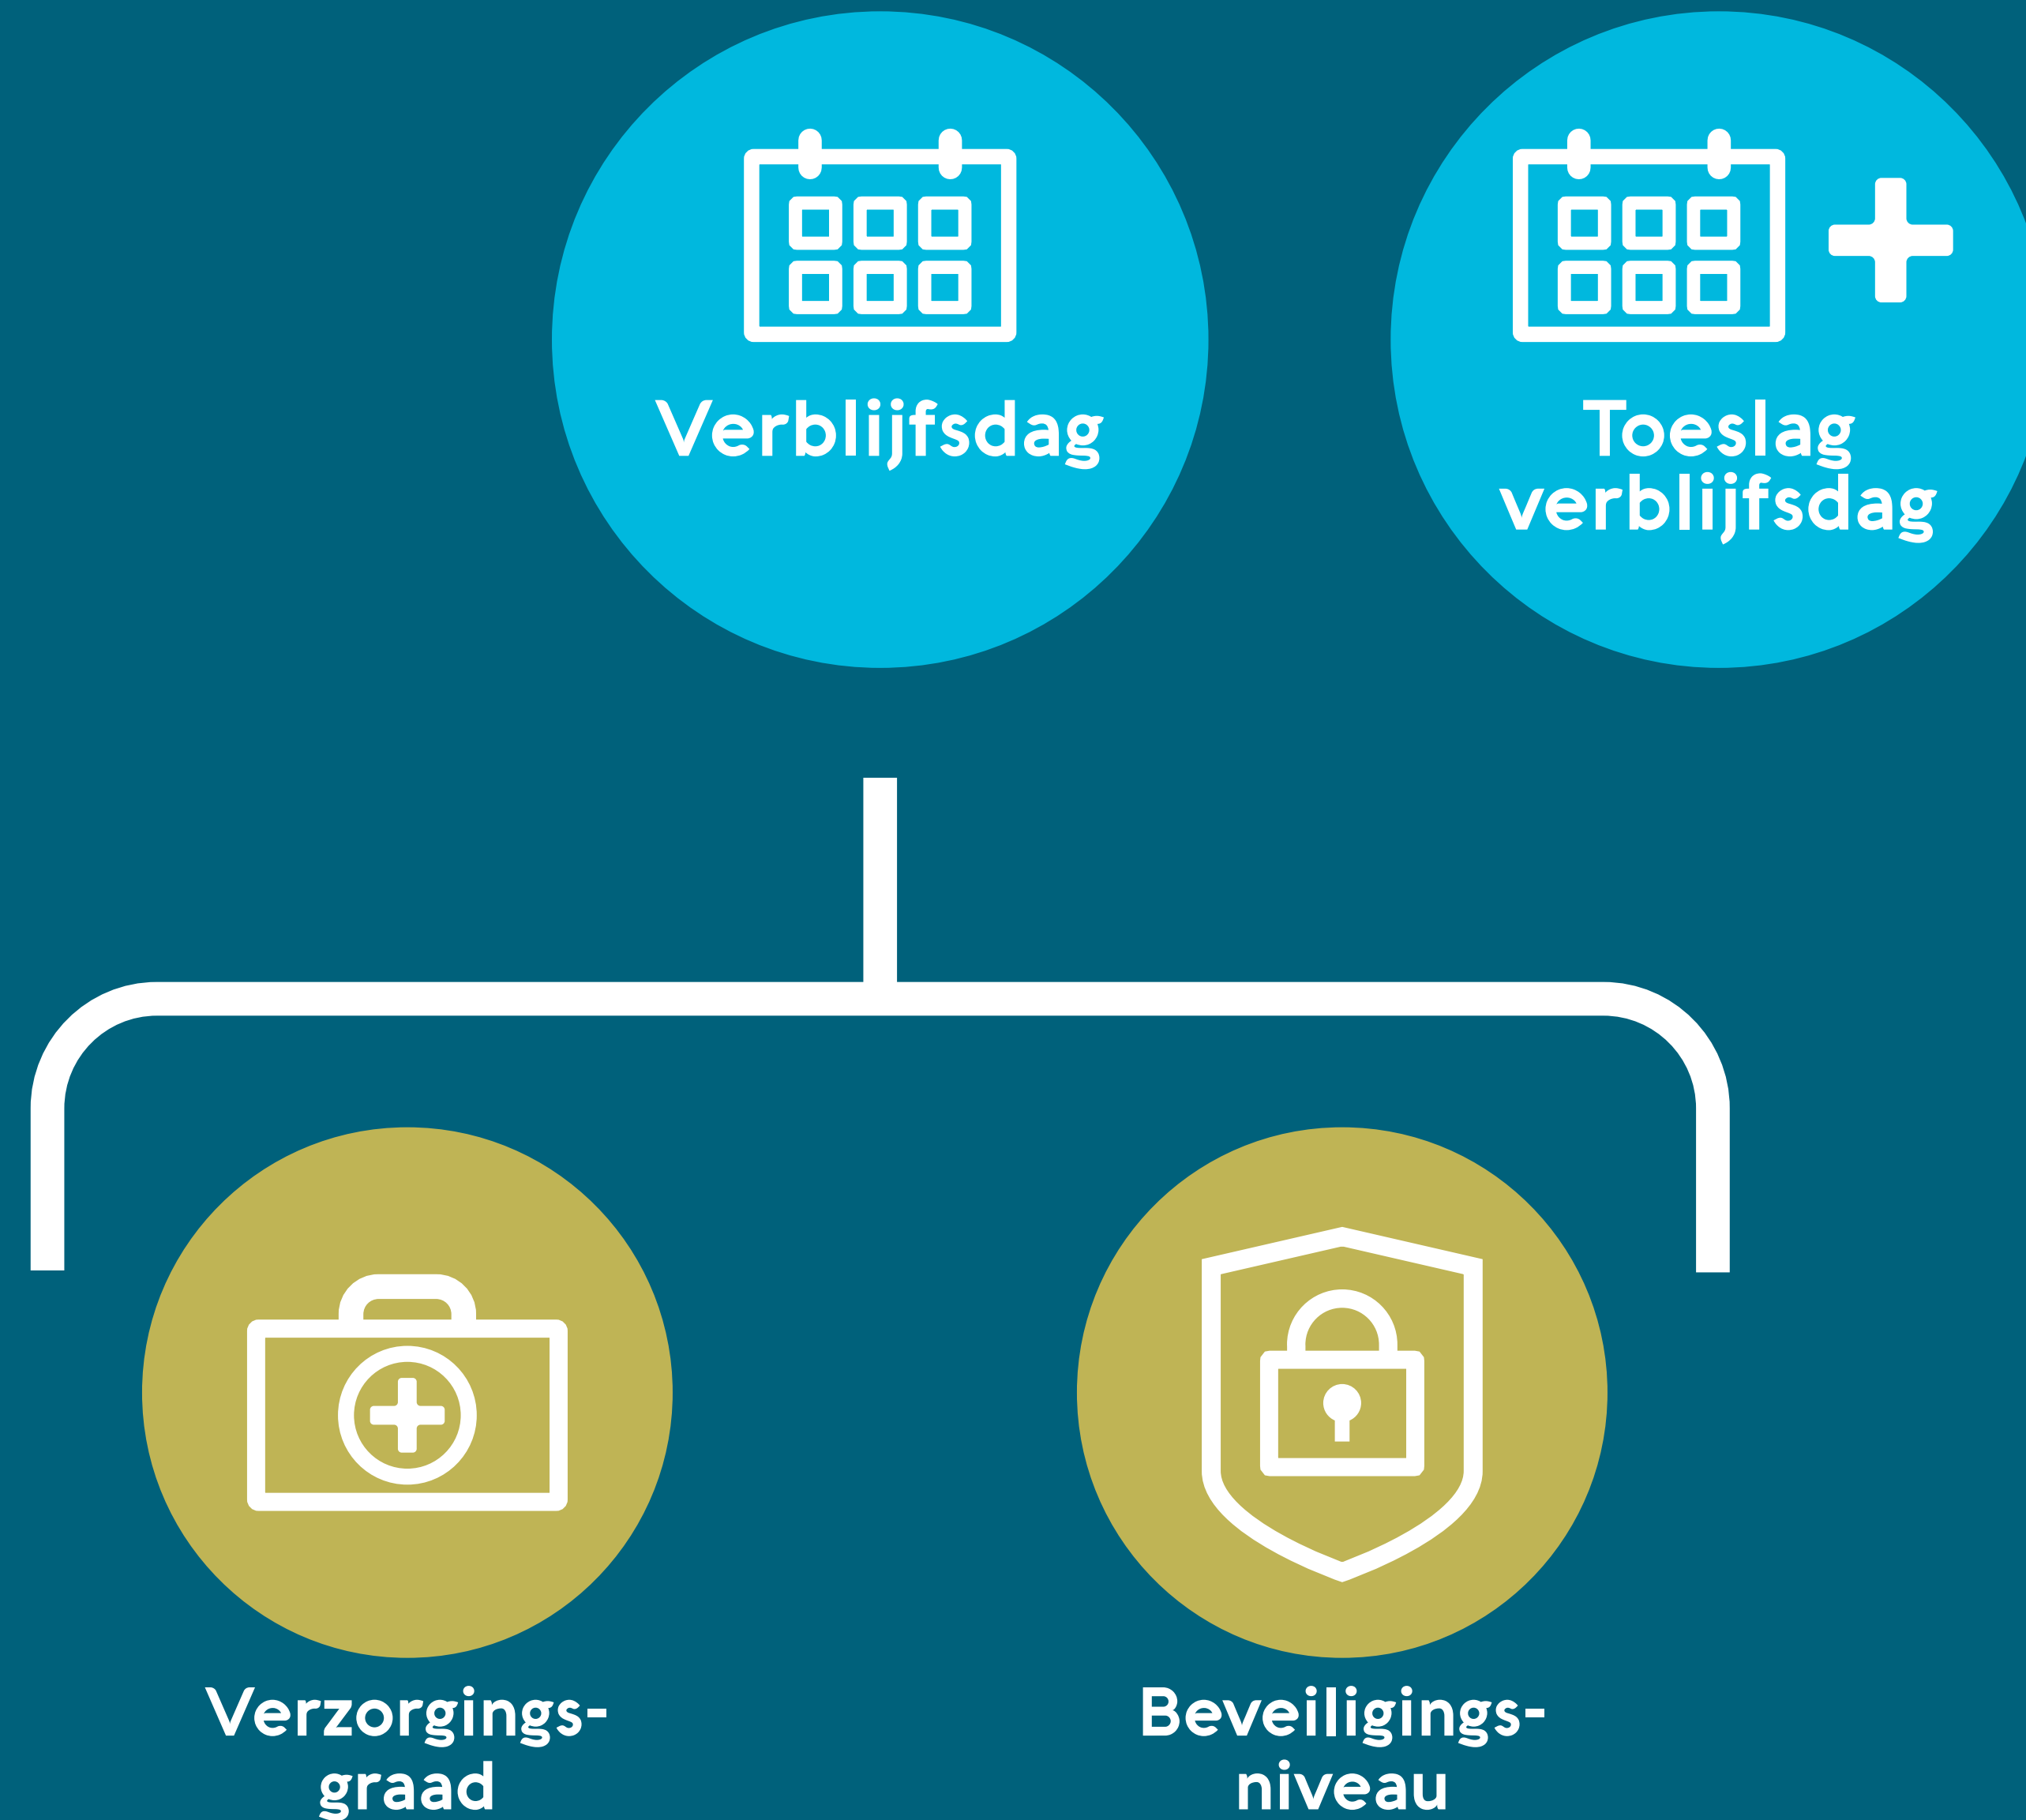 Verblijfsdag
Toeslag
verblijfsdag
Verzorgings-
graad
Beveiligings-
niveau